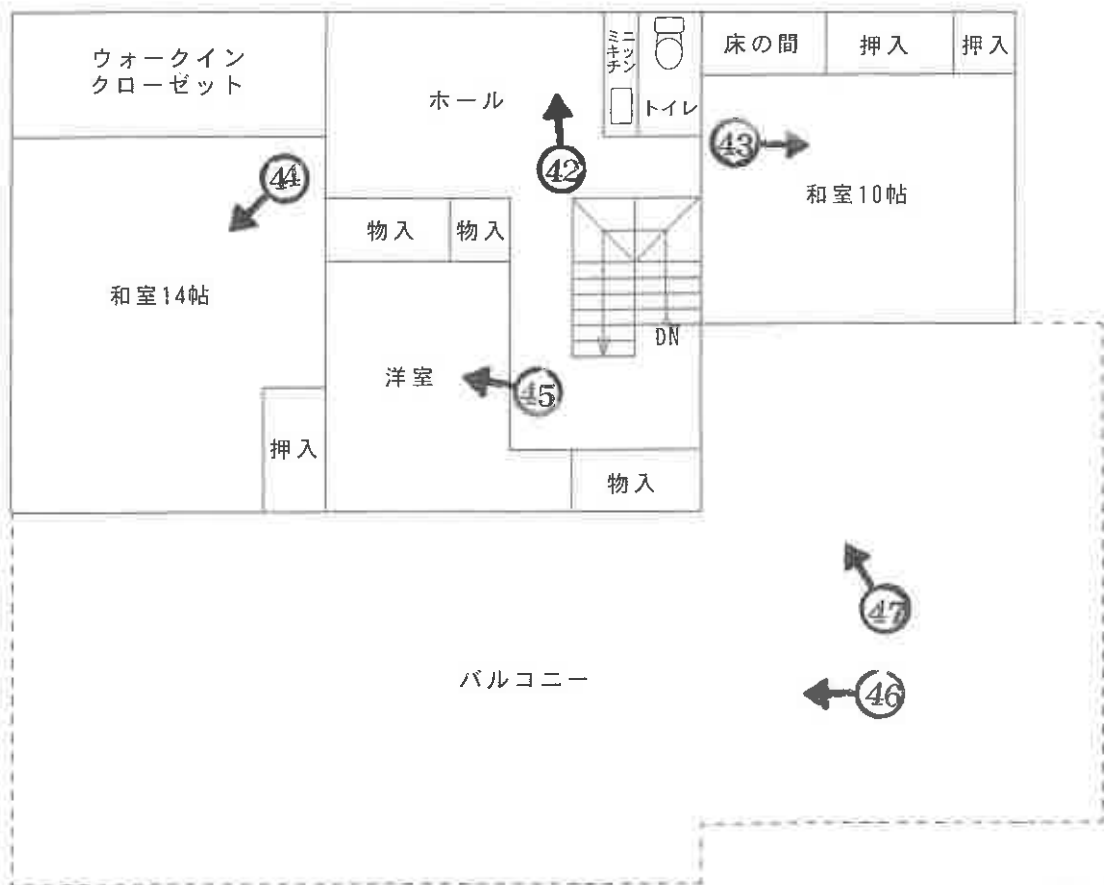 ウォークイン
クローゼット
ホール
ミニ
キッチン
トイレ
床の間
押入
押入
44
42
43
和室10帖
物入
物入
和室14帖
DN
洋室
45
押入
物入
47
バルコニー
46